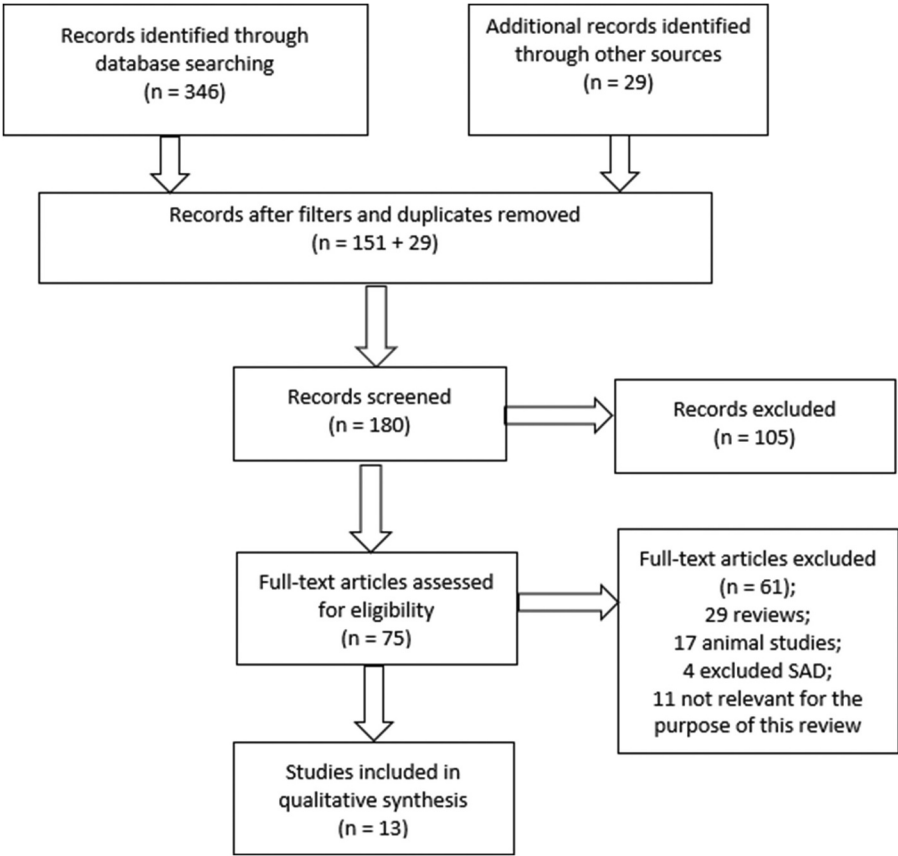 Records identified through
database searching
(n = 346)
Additional records identified
through other sources
(n = 29)
Records after filters and duplicates removed
(n = 151 + 29)
Records screened
(n = 180)
Records excluded
(n = 105)
Full-text articles assessed
for eligibility
(n = 75)
Full-text articles excluded
(n = 61);
29 reviews;
17 animal studies;
4 excluded SAD;
11 not relevant for the
purpose of this review
Studies included in
qualitative synthesis
(n = 13)